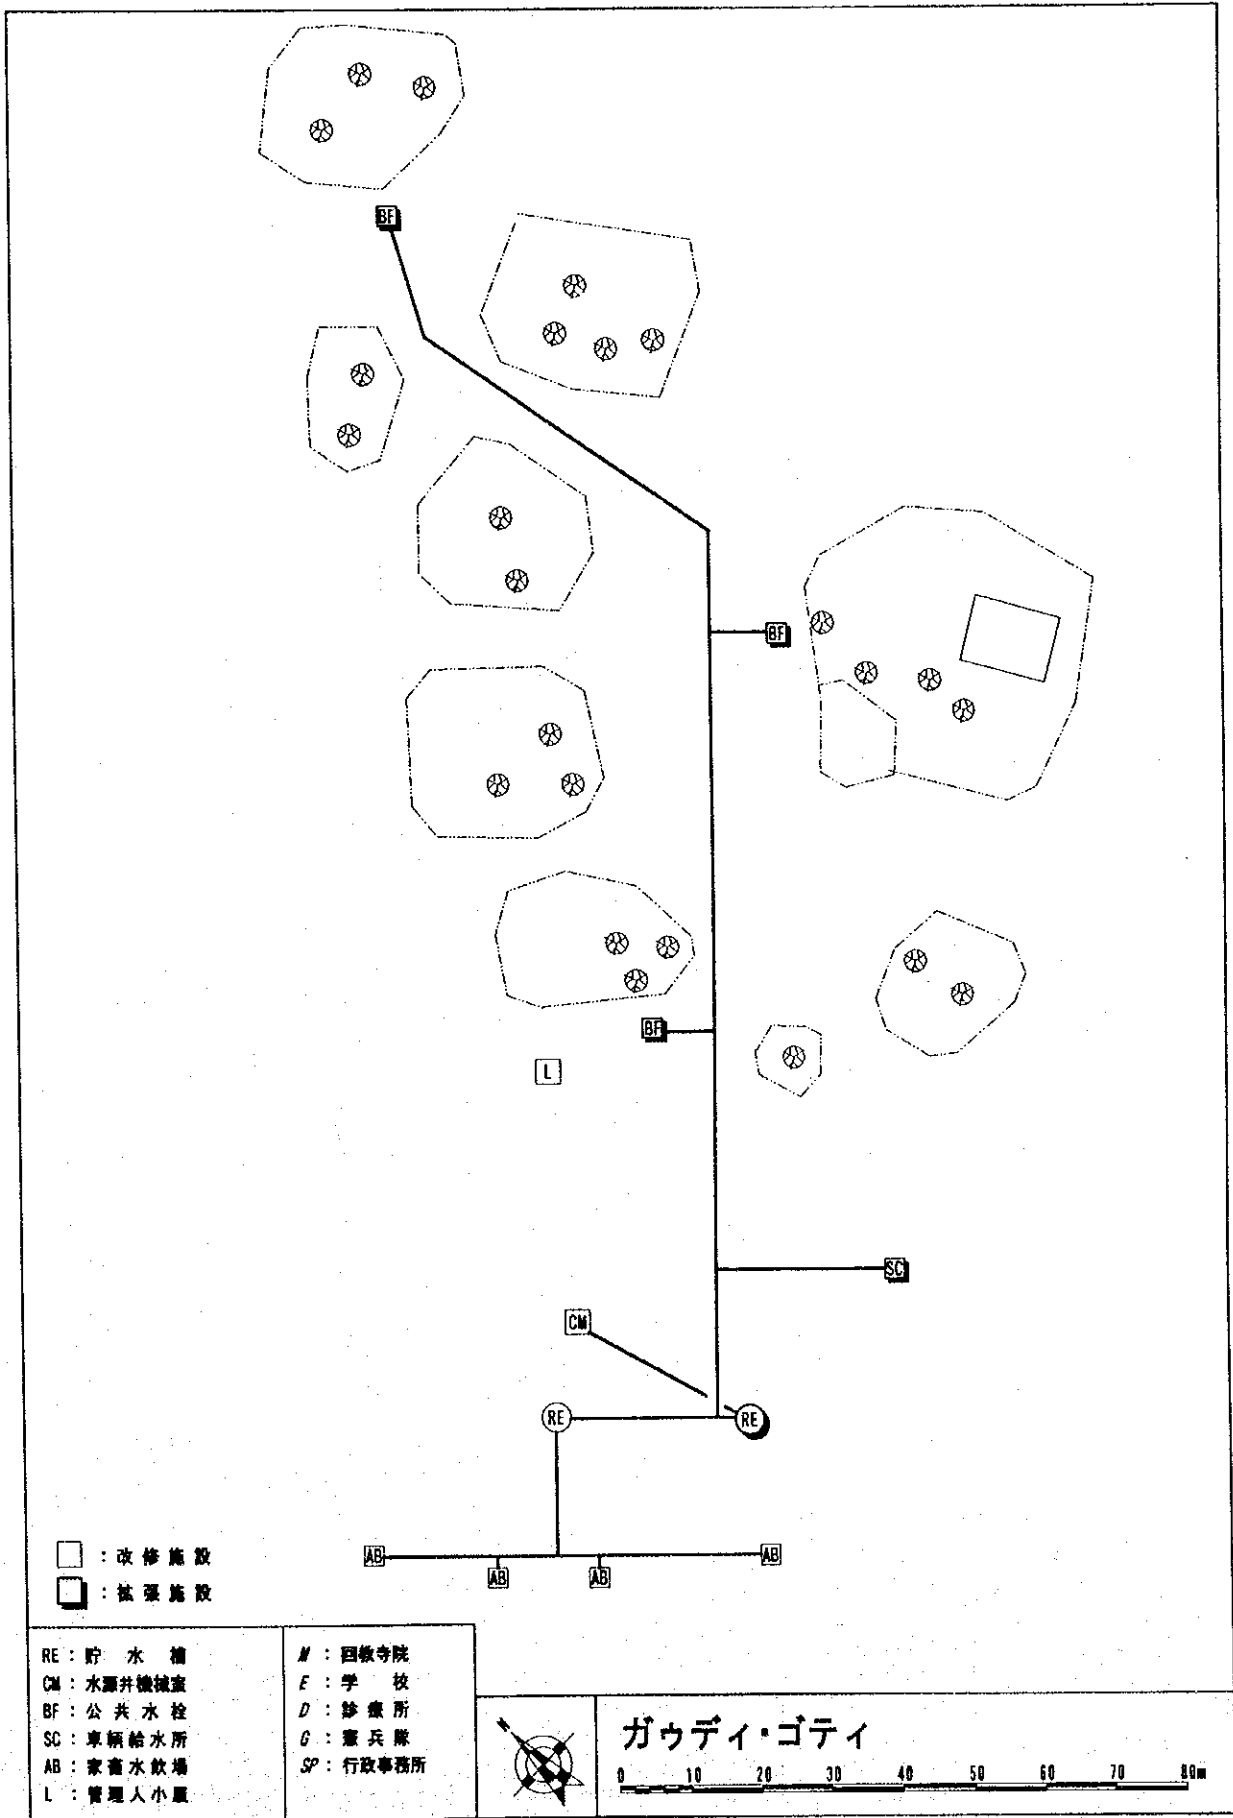 BF
BF
BF
L
SC
CM
RE
RE
AB
AB
AB
AB
：改修施設
：拡張施設
RE：貯水槽
CM：水源井機械室
BF：公共水栓
SC：車輌給水所
AB：家畜水飲場
L：管理人小屋
M：回教寺院
E：学校
D：診療所
G：憲兵隊
SP：行政事務所
N
ガゥディ・ゴティ
0 10 20 30 40 50 60 70 80m